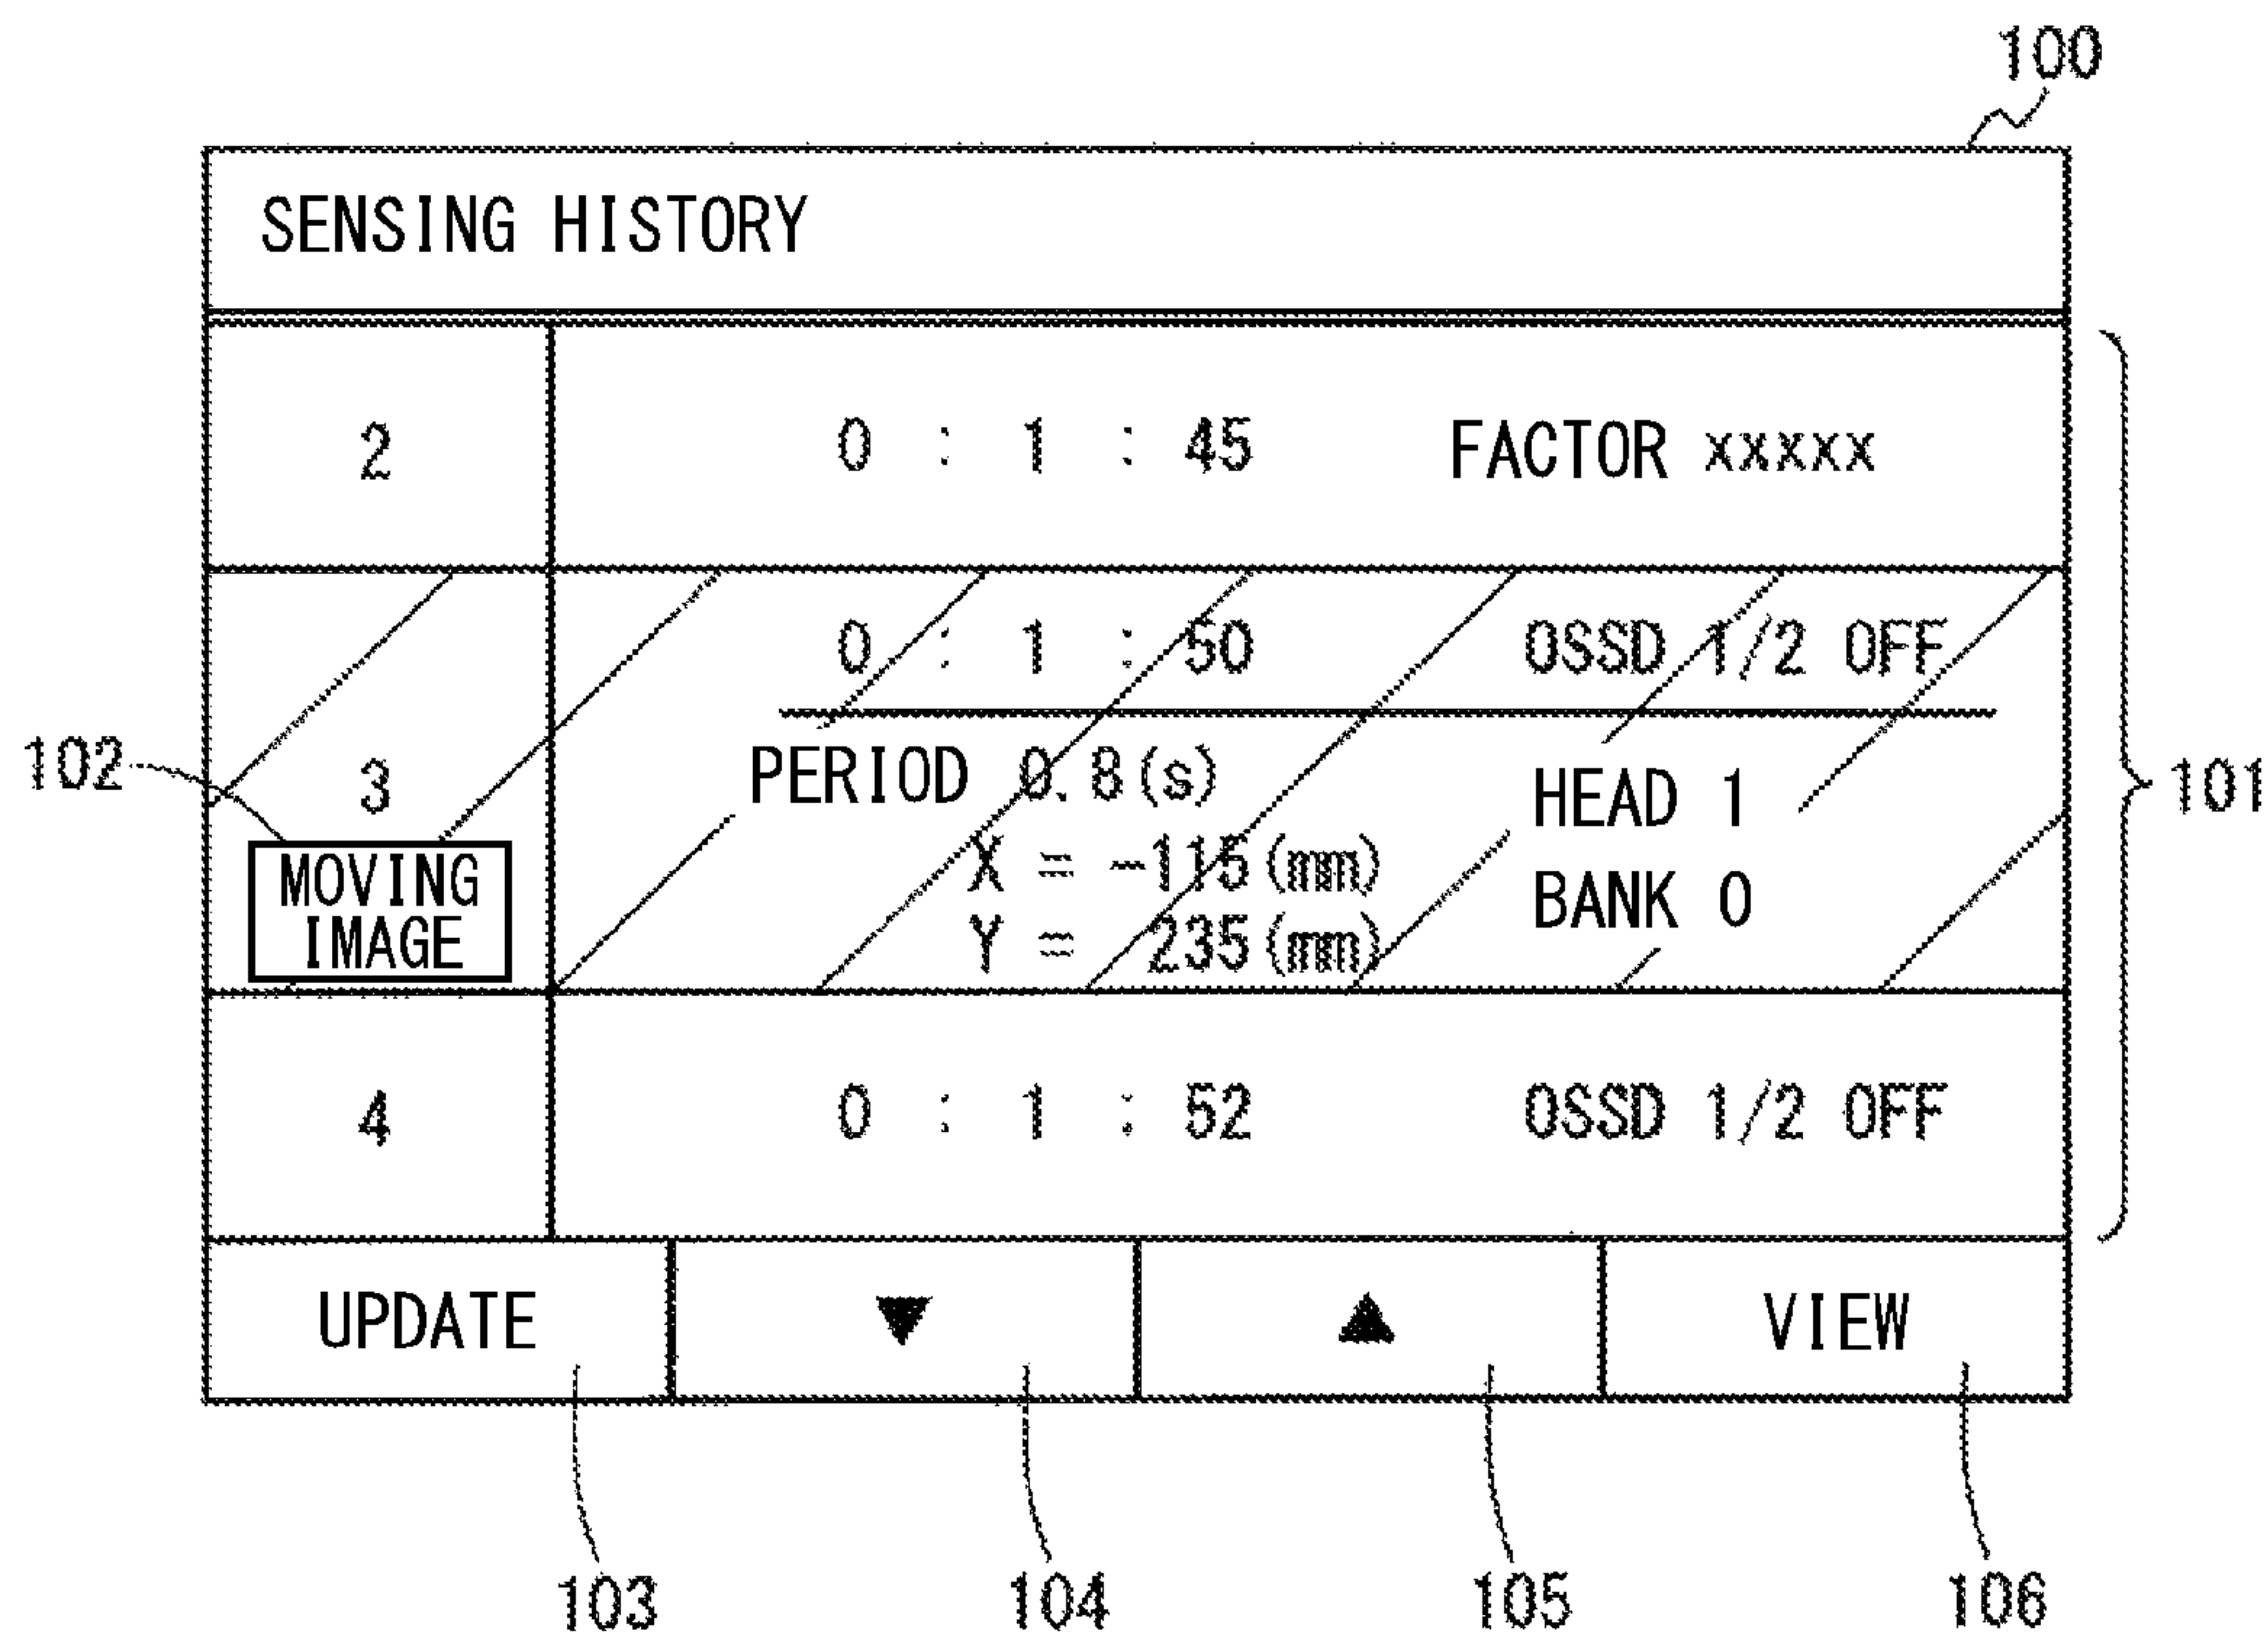 100
SENSING HISTORY
2 0 : 1 : 45 FACTOR xxxxx
0 : 1 : 50 OSSD 1/2 OFF
3 PERIOD 0.8(s) HEAD 1
X = -115(mm)
BANK 0
Y = 235(mm)
102
MOVING
IMAGE
101
4 0 : 1 : 52 OSSD 1/2 OFF
UPDATE ▼ ▲ VIEW
103 104 105 106